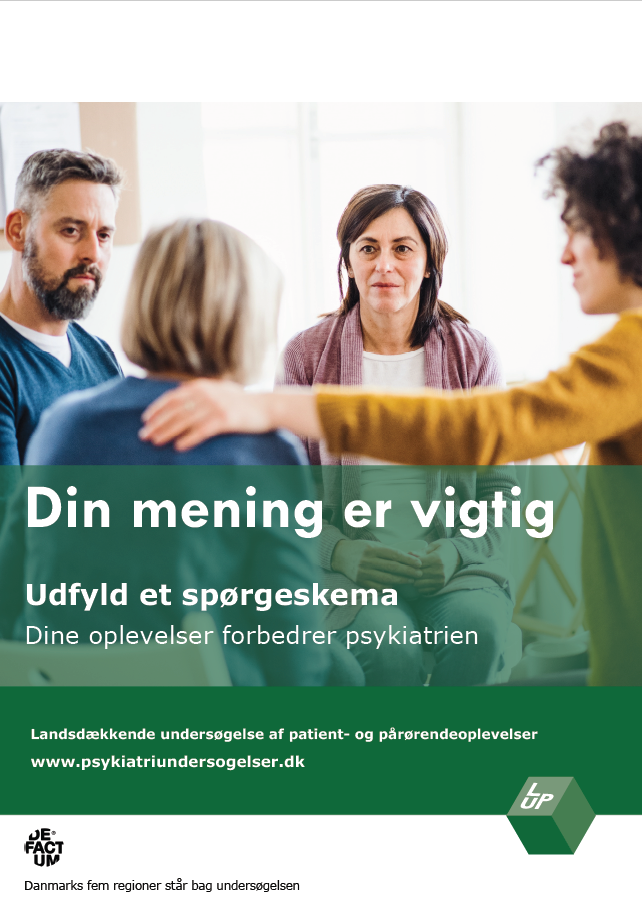 Din mening er vigtig
Udfyld et spørgeskema
Dine oplevelser forbedrer psykiatrien
Landsdækkende undersøgelse af patient- og pårørendeoplevelser
www.psykiatriundersogelser.dk
LUP
DE
FACT
UM
Danmarks fem regioner står bag undersøgelsen